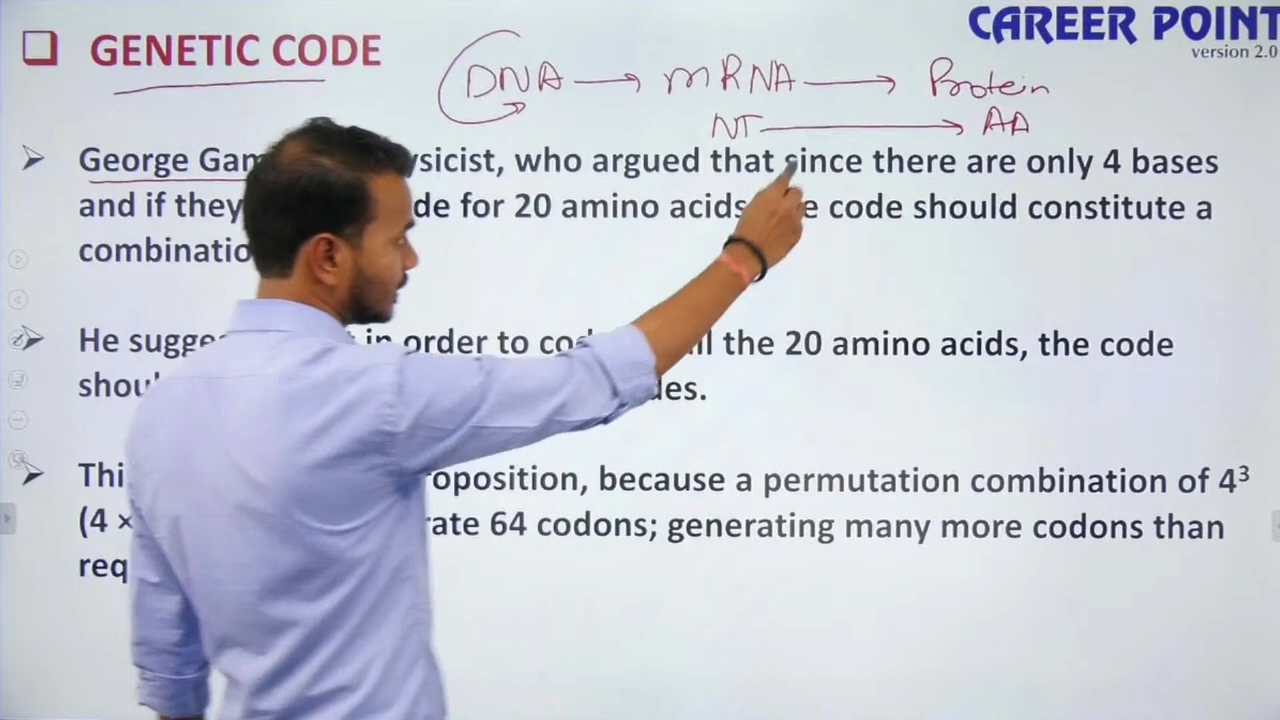 GENETIC CODE
CAREER POINT
version 2.0
DNA → mRNA → Protein
NT → AA
George Gam sicist, who argued that since there are only 4 bases
and if they de for 20 amino acids code should constitute a
combinatio
He sugge in order to co the 20 amino acids, the code
shou des.
Thi oposition, because a permutation combination of 4³
(4 × rate 64 codons; generating many more codons than
req